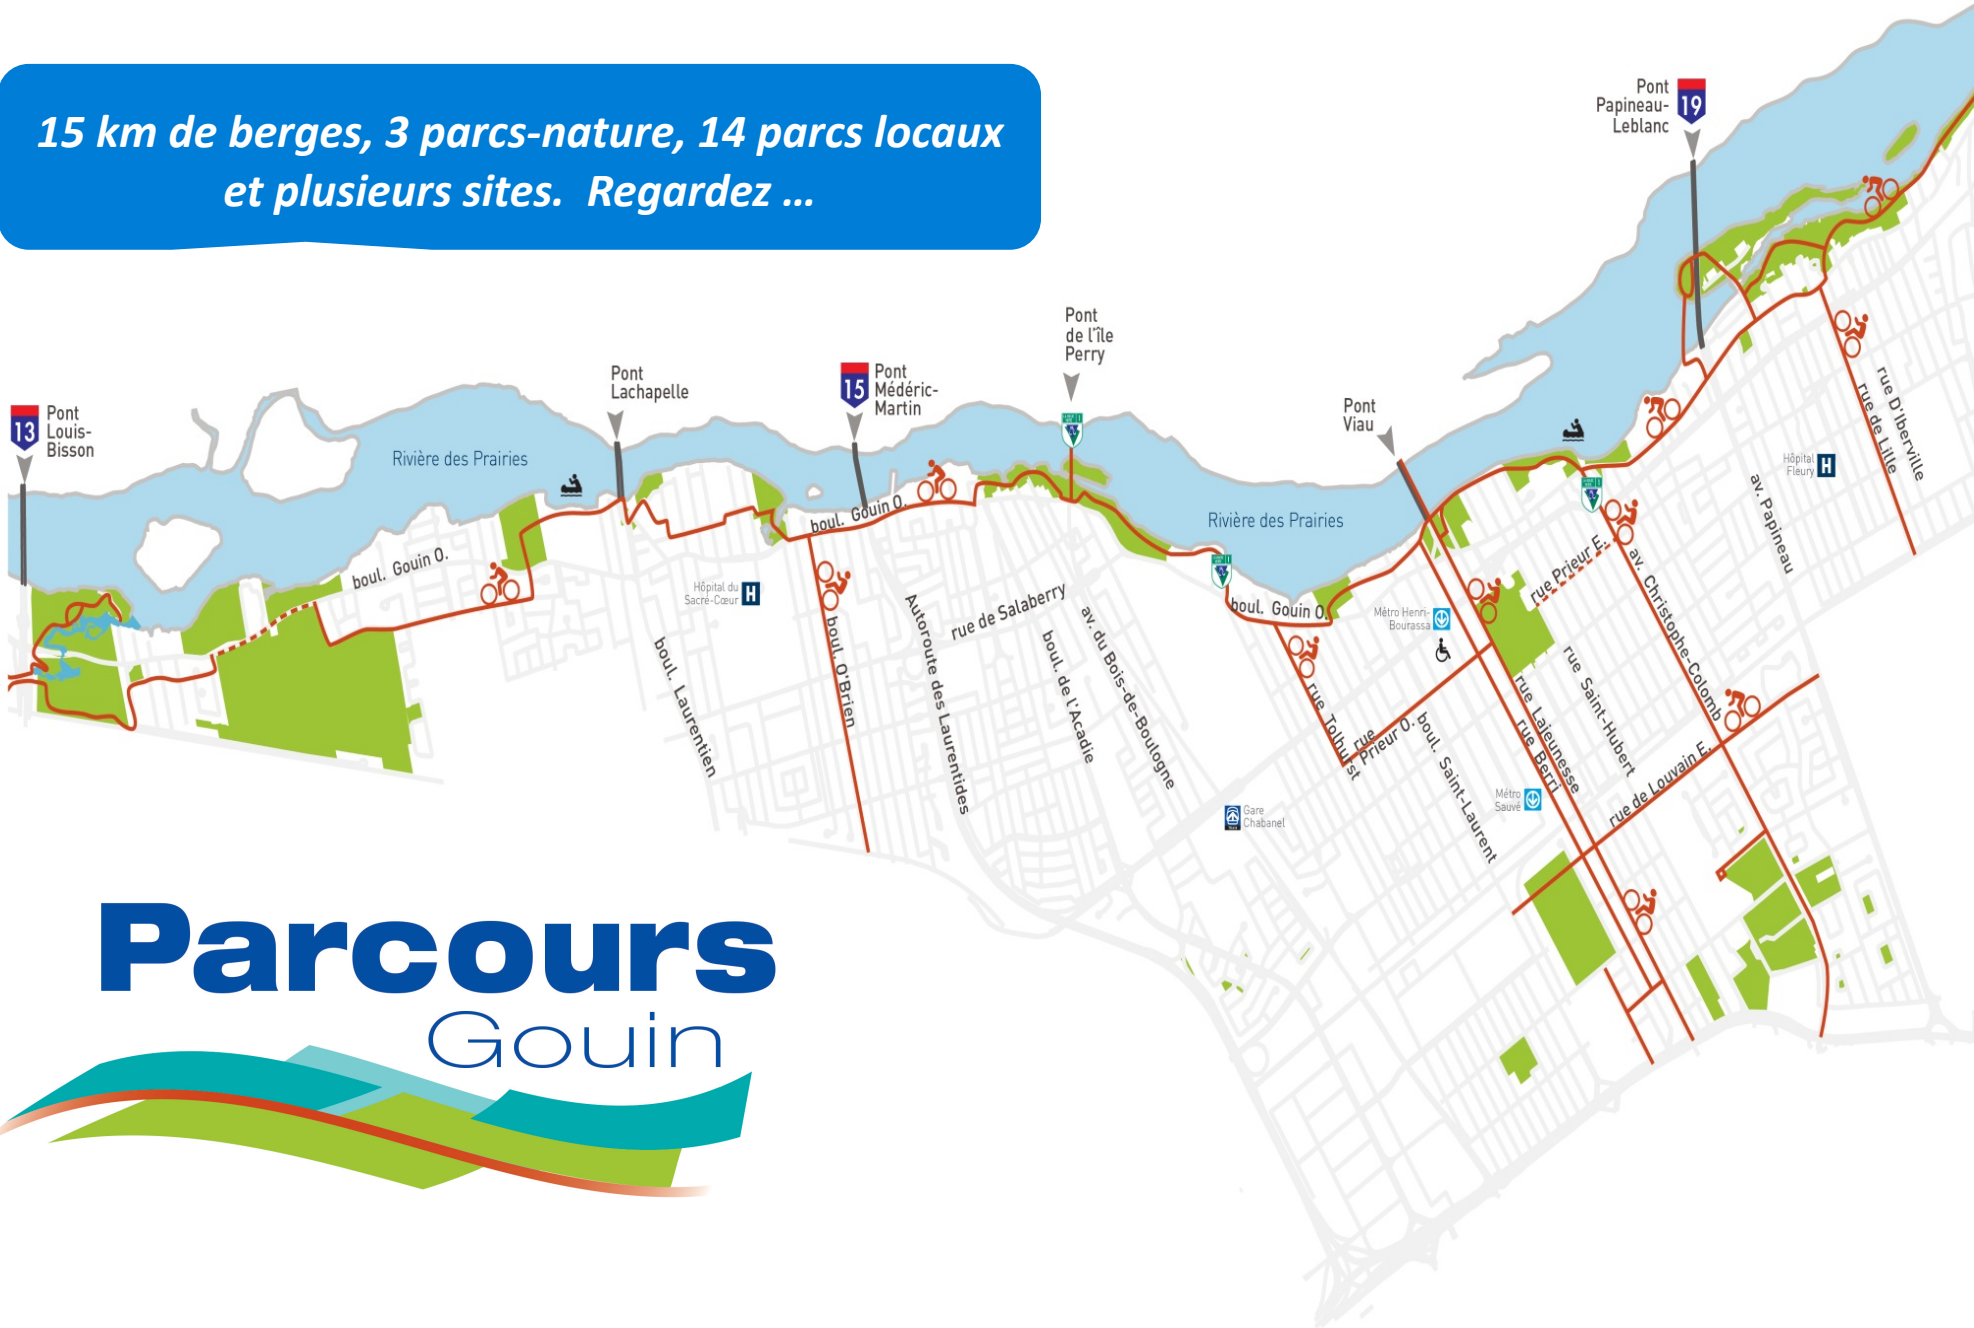 15 km de berges, 3 parcs-nature, 14 parcs locaux
et plusieurs sites.  Regardez ...
Pont
Papineau-
Leblanc
19
Pont
de l'île
Perry
Pont
Lachapelle
15
Pont
Médéric-
Martin
13
Pont
Louis-
Bisson
Pont
Viau
Rivière des Prairies
Rivière des Prairies
boul. Gouin O.
boul. Gouin O.
boul. Gouin O.
Hôpital du
Sacré-Cœur
H
Hôpital
Fleury
H
rue D'Iberville
rue de Lille
av. Papineau
rue Prieur E.
av. Christophe-Colomb
Métro Henri-
Bourassa
rue de Salaberry
av. du Bois-de-Boulogne
boul. de l'Acadie
Autoroute des Laurentides
boul. O'Brien
boul. Laurentien
rue Tolhurst
rue
Prieur O.
boul. Saint-Laurent
rue Lajeunesse
rue Berri
rue Saint-Hubert
rue de Louvain E.
Métro
Sauvé
Gare
Chabanel
Parcours
Gouin